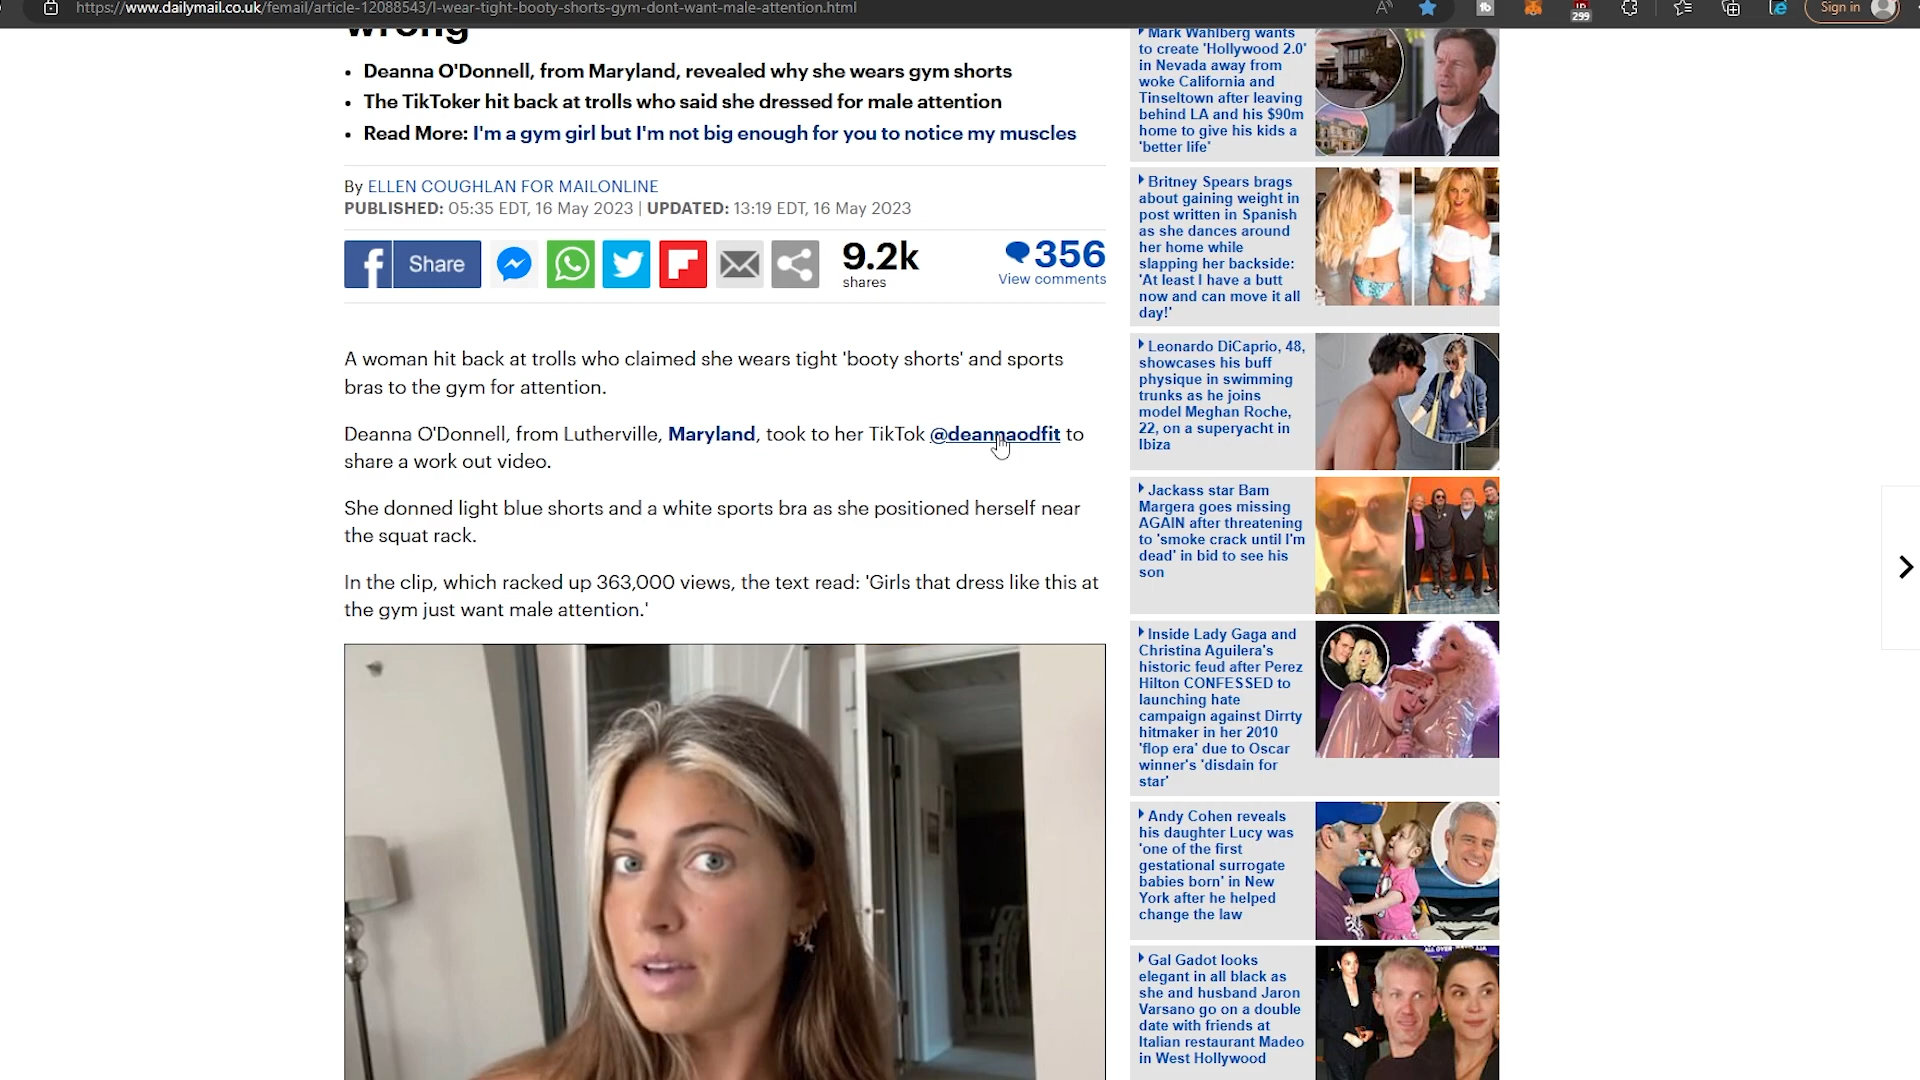 https://www.dailymail.co.uk/femail/article-12088543/I-wear-tight-booty-shorts-gym-dont-want-male-attention.html
299
Sign in
wrong
• Deanna O'Donnell, from Maryland, revealed why she wears gym shorts
• The TikToker hit back at trolls who said she dressed for male attention
• Read More: I'm a gym girl but I'm not big enough for you to notice my muscles
By ELLEN COUGHLAN FOR MAILONLINE
PUBLISHED: 05:35 EDT, 16 May 2023 | UPDATED: 13:19 EDT, 16 May 2023
Share
9.2k
shares
356
View comments
A woman hit back at trolls who claimed she wears tight 'booty shorts' and sports
bras to the gym for attention.
Deanna O'Donnell, from Lutherville, Maryland, took to her TikTok @deannaodfit to
share a work out video.
She donned light blue shorts and a white sports bra as she positioned herself near
the squat rack.
In the clip, which racked up 363,000 views, the text read: 'Girls that dress like this at
the gym just want male attention.'
Mark Wahlberg wants
to create 'Hollywood 2.0'
in Nevada away from
woke California and
Tinseltown after leaving
behind LA and his $90m
home to give his kids a
'better life'
Britney Spears brags
about gaining weight in
post written in Spanish
as she dances around
her home while
slapping her backside:
'At least I have a butt
now and can move it all
day!'
Leonardo DiCaprio, 48,
showcases his buff
physique in swimming
trunks as he joins
model Meghan Roche,
22, on a superyacht in
Ibiza
Jackass star Bam
Margera goes missing
AGAIN after threatening
to 'smoke crack until I'm
dead' in bid to see his
son
Inside Lady Gaga and
Christina Aguilera's
historic feud after Perez
Hilton CONFESSED to
launching hate
campaign against Dirrty
hitmaker in her 2010
'flop era' due to Oscar
winner's 'disdain for
star'
Andy Cohen reveals
his daughter Lucy was
'one of the first
gestational surrogate
babies born' in New
York after he helped
change the law
Gal Gadot looks
elegant in all black as
she and husband Jaron
Varsano go on a double
date with friends at
Italian restaurant Madeo
in West Hollywood